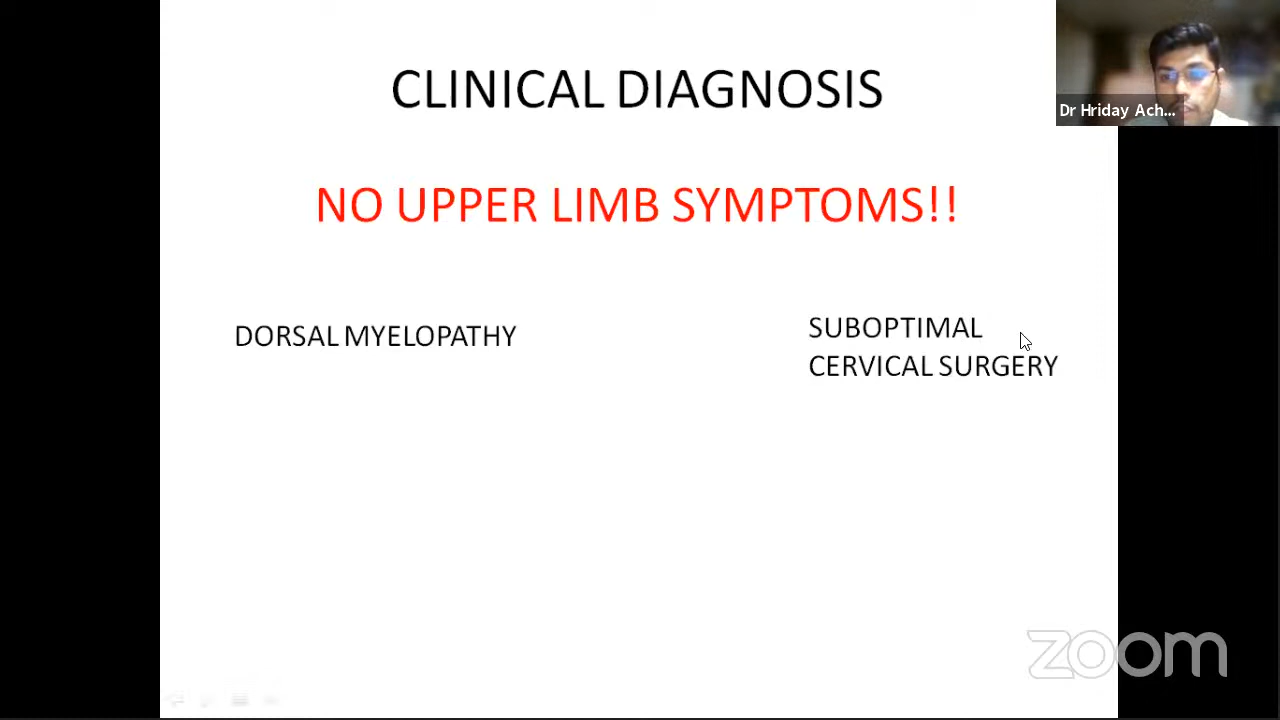 CLINICAL DIAGNOSIS
Dr Hriday Ach...
NO UPPER LIMB SYMPTOMS!!
DORSAL MYELOPATHY
SUBOPTIMAL
CERVICAL SURGERY
zoom